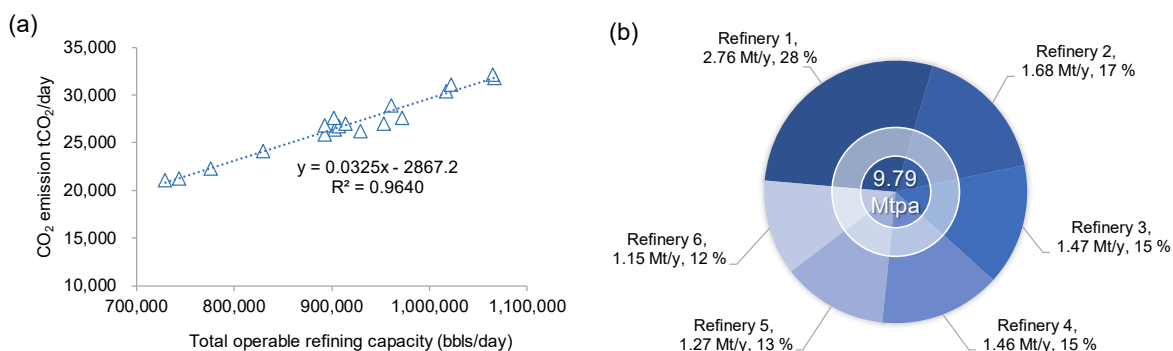 (a)
35,000
30,000
25,000
20,000
15,000
10,000
CO₂ emission tCO₂/day
y = 0.0325x - 2867.2
R² = 0.9640
700,000
800,000
900,000
1,000,000
1,100,000
Total operable refining capacity (bbls/day)
(b)
Refinery 1,
2.76 Mt/y, 28 %
Refinery 2,
1.68 Mt/y, 17 %
Refinery 3,
1.47 Mt/y, 15 %
Refinery 4,
1.46 Mt/y, 15 %
Refinery 5,
1.27 Mt/y, 13 %
Refinery 6,
1.15 Mt/y, 12 %
9.79
Mtpa